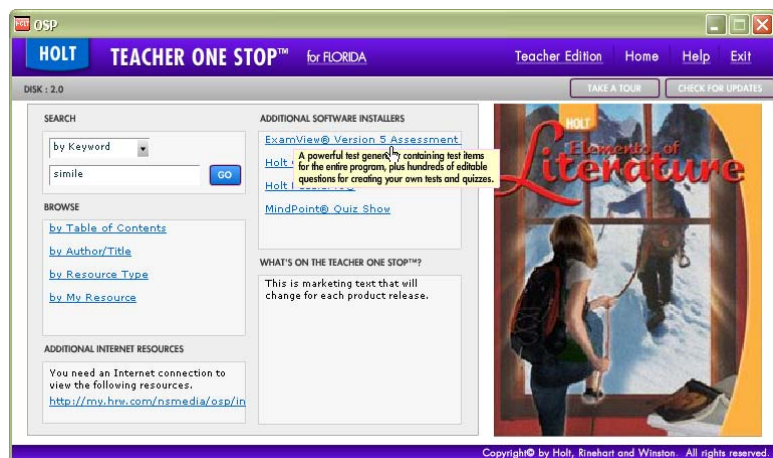 OSP
HOLT TEACHER ONE STOP™ for FLORIDA
Teacher Edition Home Help Exit
DISK : 2.0
TAKE A TOUR CHECK FOR UPDATES
SEARCH
by Keyword
simile GO
BROWSE
by Table of Contents
by Author/Title
by Resource Type
by My Resource
ADDITIONAL INTERNET RESOURCES
You need an Internet connection to
view the following resources.
http://my.hrw.com/nsmedia/osp/in
ADDITIONAL SOFTWARE INSTALLERS
ExamView® Version 5 Assessment
A powerful test containing test items
for the entire program, plus hundreds of editable
questions for creating your own tests and quizzes.
Holt
Holt
MindPoint® Quiz Show
WHAT'S ON THE TEACHER ONE STOP™?
This is marketing text that will
change for each product release.
HOLT
Elements of
Literature
Copyright© by Holt, Rinehart and Winston. All rights reserved.